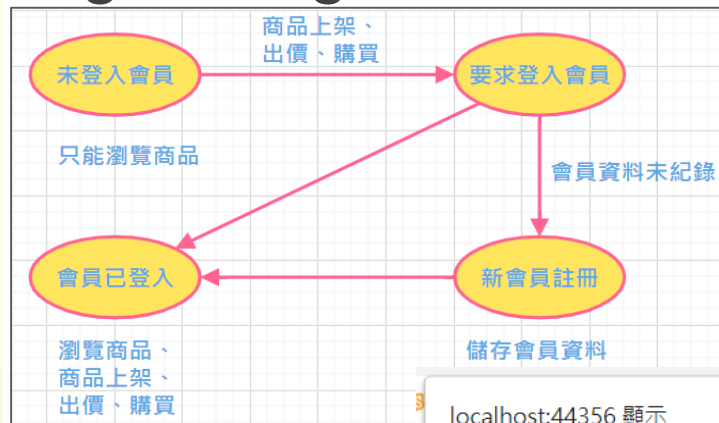 商品上架、
出價、購買
未登入會員
要求登入會員
只能瀏覽商品
會員資料未紀錄
會員已登入
新會員註冊
瀏覽商品、
商品上架、
出價、購買
儲存會員資料
localhost:44356 顯示